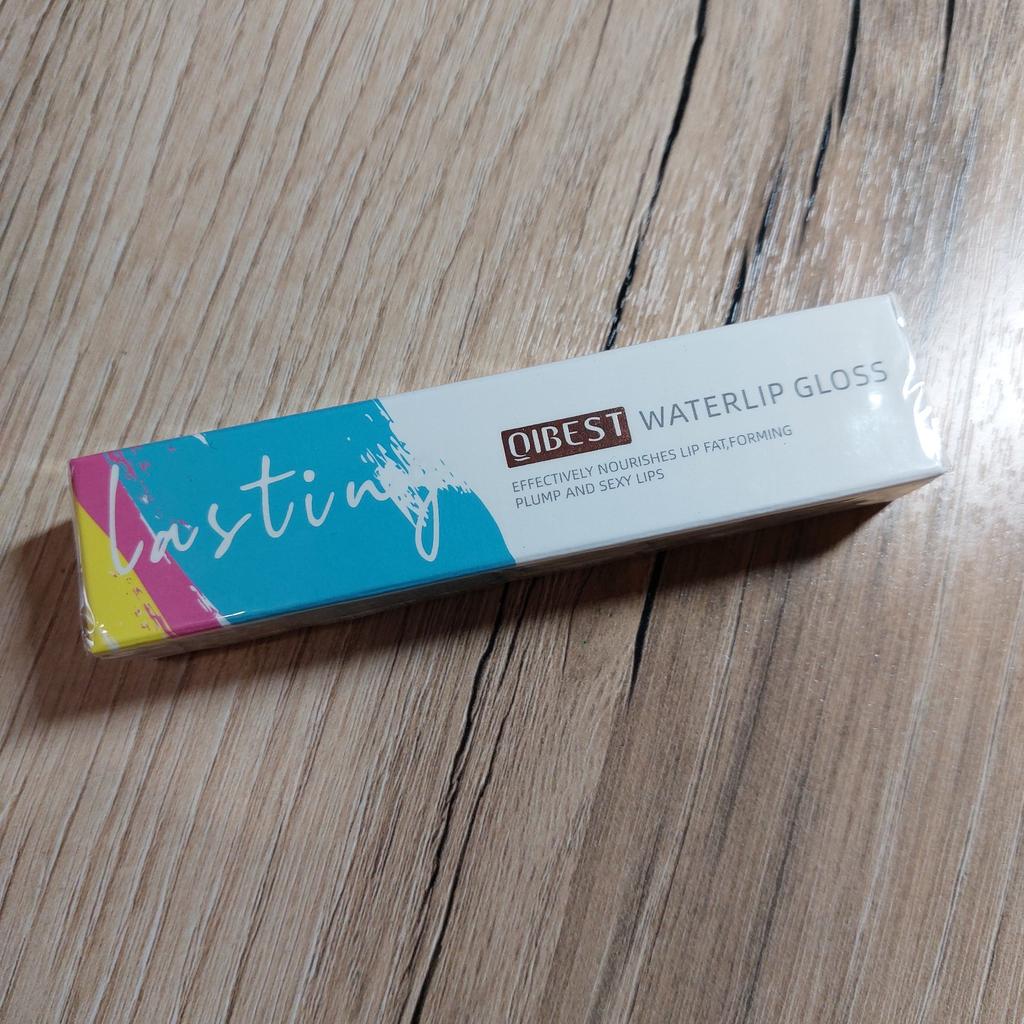 lasting
QIBEST WATERLIP GLOSS
EFFECTIVELY NOURISHES LIP FAT,FORMING
PLUMP AND SEXY LIPS